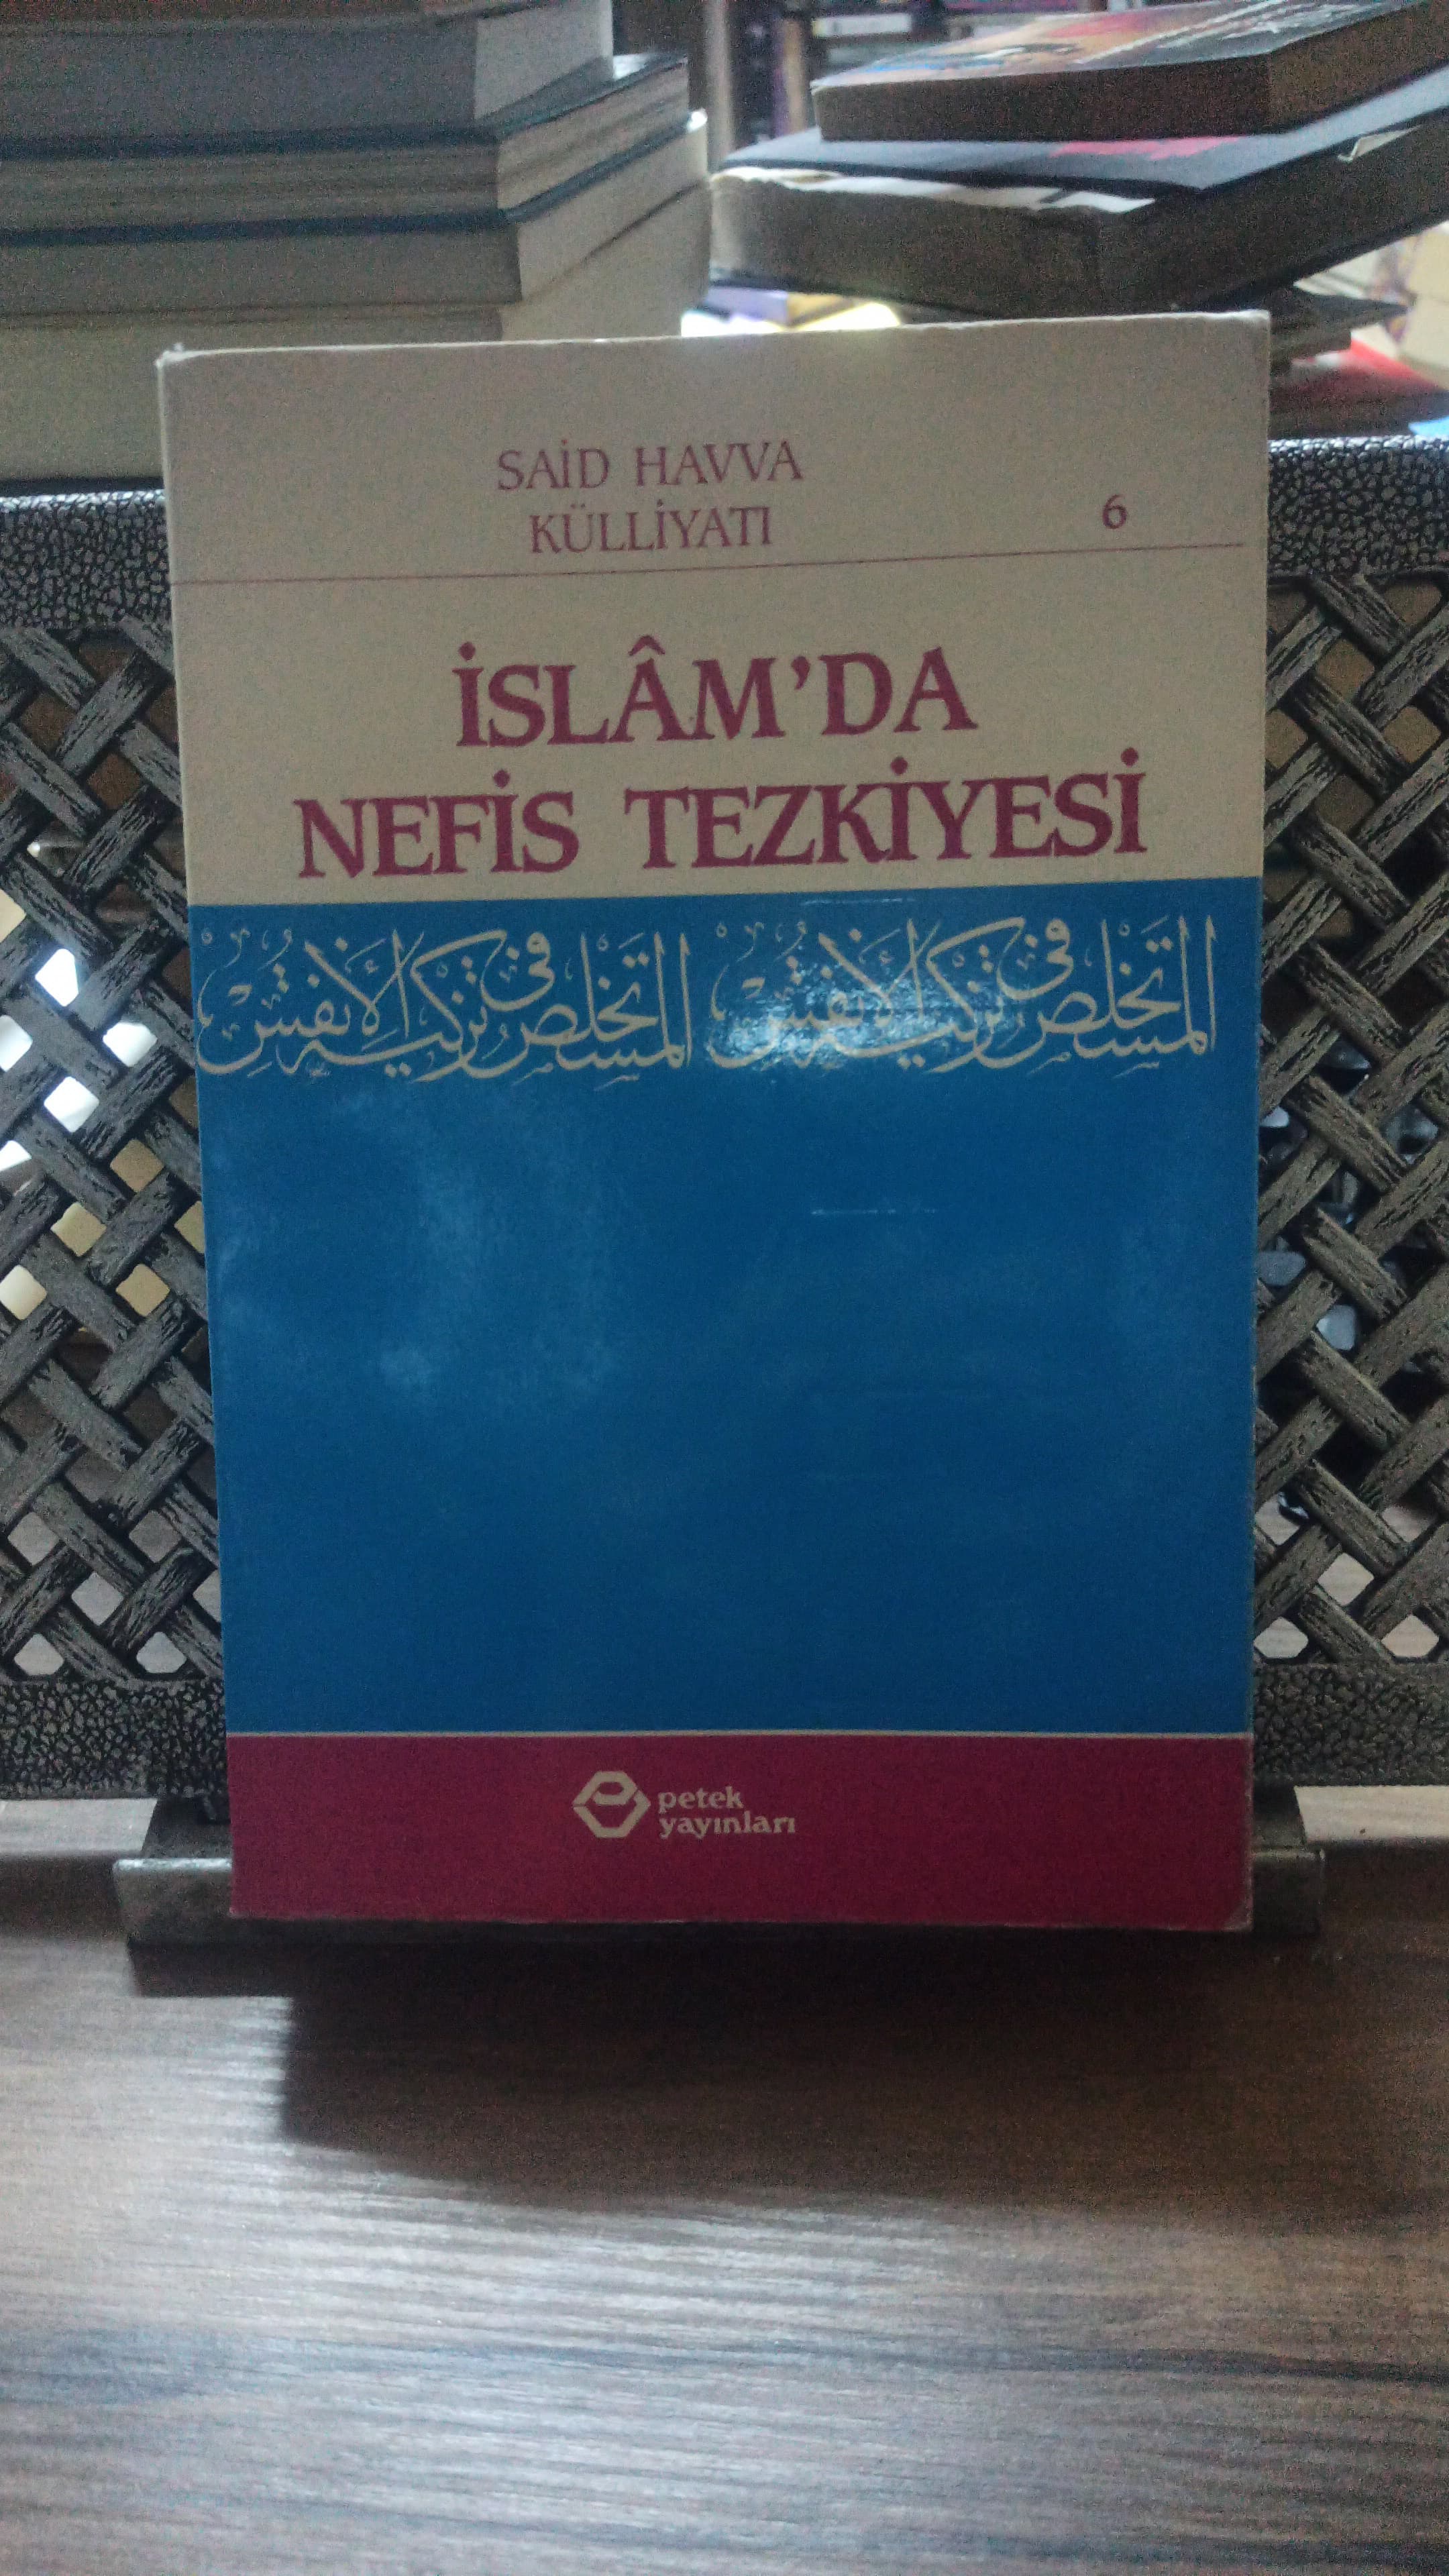 SAİD HAVVA
KÜLLİYATI
6
İSLÂM'DA
NEFİS TEZKİYESİ
المستخلص في تزكية الأنفس المستخلص في تزكية الأنفس
petek
yayınları